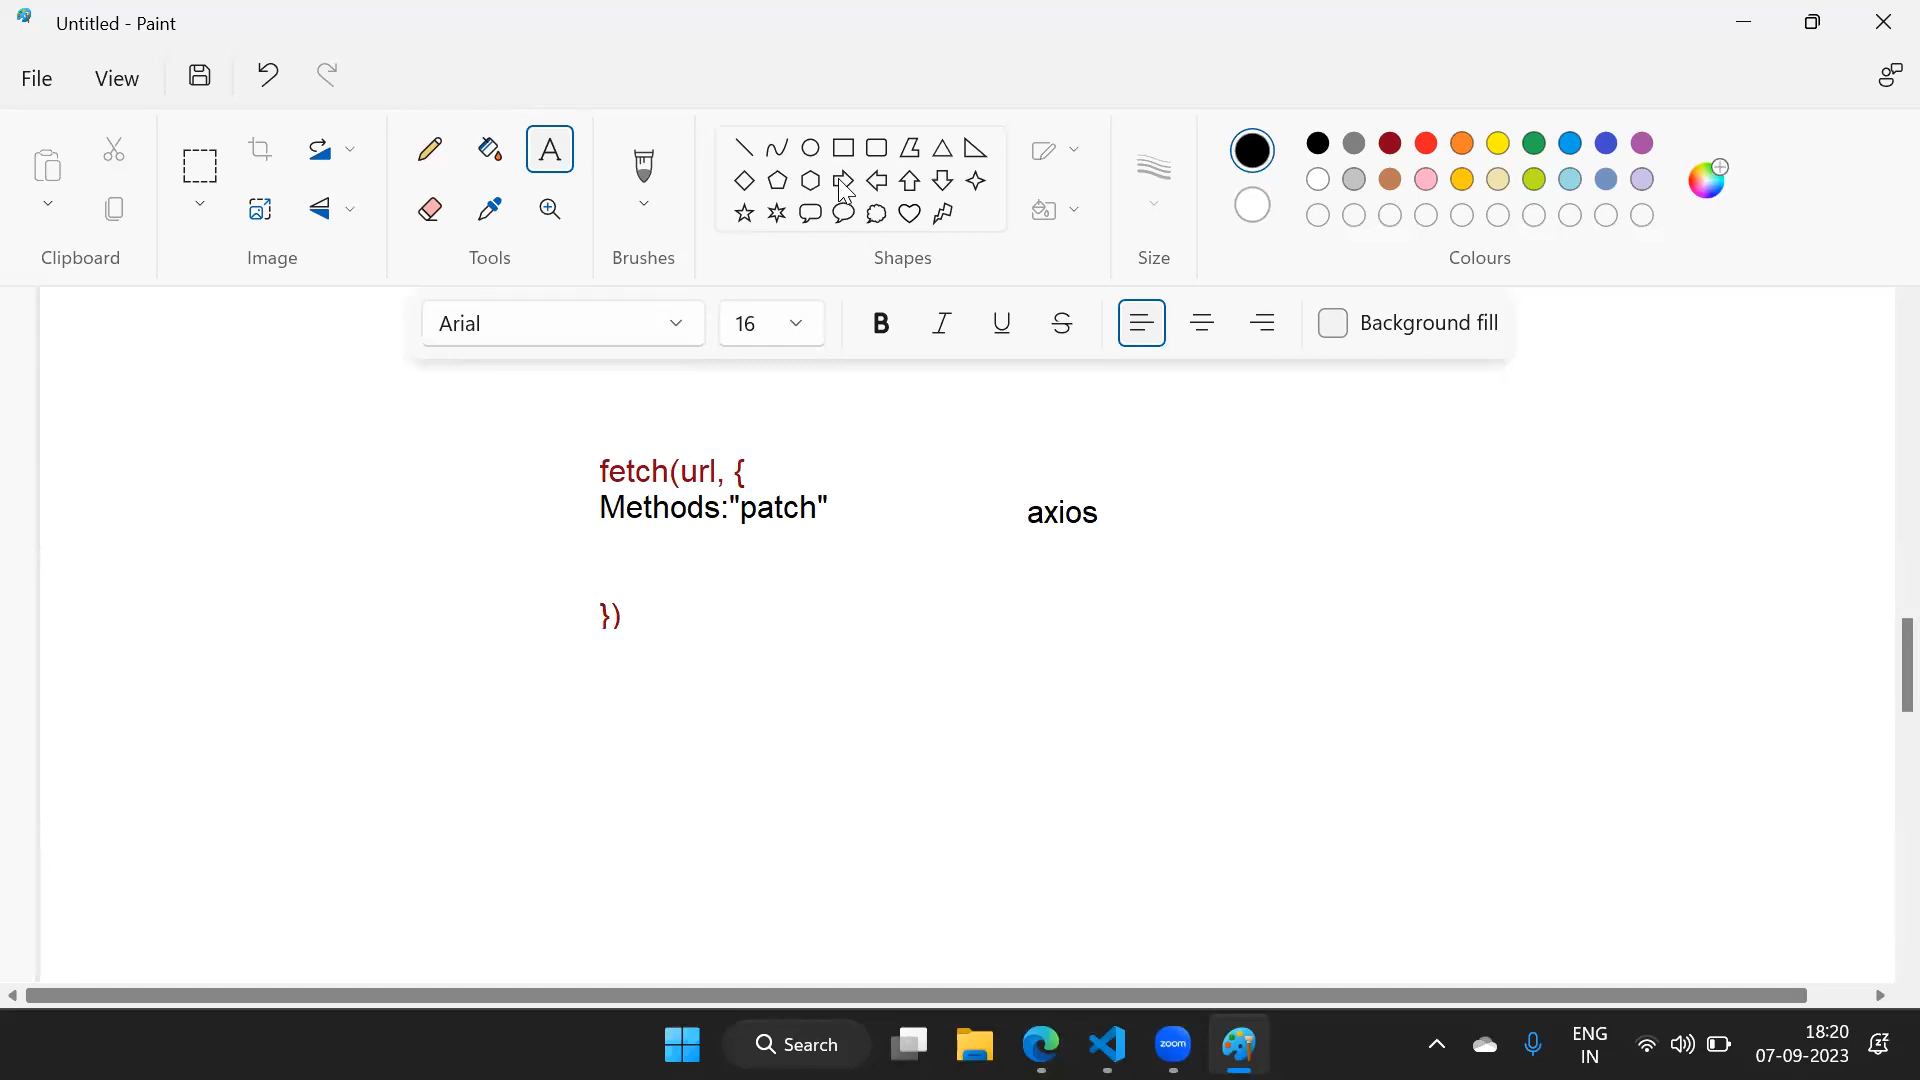 Untitled - Paint
File View
Clipboard
Image
Tools
Brushes
Shapes
Size
Colours
Arial 16 B I U S Background fill
fetch(url, {
Methods:"patch"
axios
})
Search
zoom
ENG
IN
18:20
07-09-2023